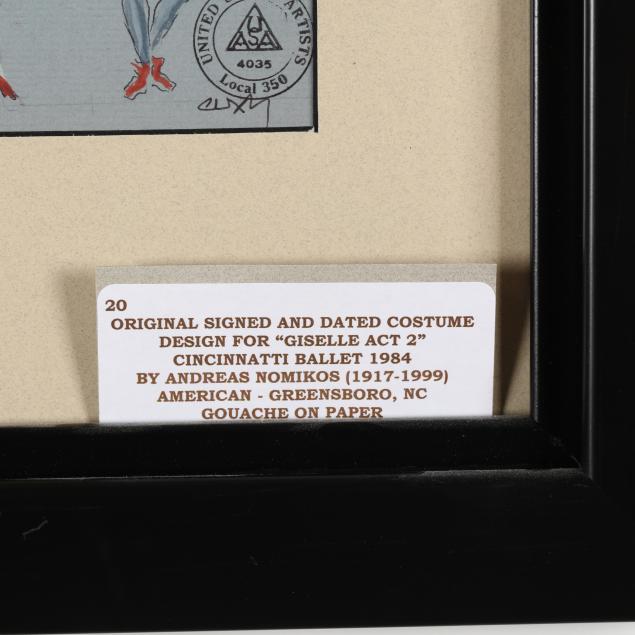 UNITED ARTISTS
U
ASA
4035
Local 350
20
ORIGINAL SIGNED AND DATED COSTUME
DESIGN FOR “GISELLE ACT 2”
CINCINNATTI BALLET 1984
BY ANDREAS NOMIKOS (1917-1999)
AMERICAN - GREENSBORO, NC
GOUACHE ON PAPER